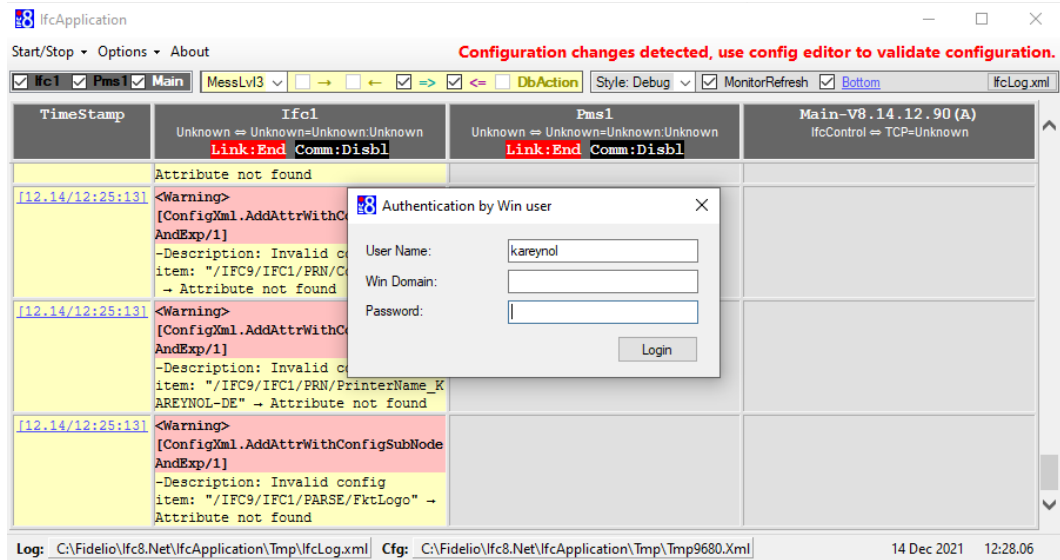 IfcApplication
Start/Stop Options About
Configuration changes detected, use config editor to validate configuration.
Ifc1 Pms1 Main MessLvl3 → ← => <= DbAction Style: Debug MonitorRefresh Bottom IfcLog.xml
TimeStamp
Ifc1
Unknown ⇔ Unknown=Unknown:Unknown
Link:End Comm:Disbl
Pms1
Unknown ⇔ Unknown=Unknown:Unknown
Link:End Comm:Disbl
Main-V8.14.12.90(A)
IfcControl ⇔ TCP=Unknown
Attribute not found
[12.14/12:25:13]
<Warning>
[ConfigXml.AddAttrWithCo
AndExp/1]
-Description: Invalid co
item: "/IFC9/IFC1/PRN/Co
→ Attribute not found
[12.14/12:25:13]
<Warning>
[ConfigXml.AddAttrWithCo
AndExp/1]
-Description: Invalid co
item: "/IFC9/IFC1/PRN/PrinterName_K
AREYNOL-DE" → Attribute not found
[12.14/12:25:13]
<Warning>
[ConfigXml.AddAttrWithConfigSubNode
AndExp/1]
-Description: Invalid config
item: "/IFC9/IFC1/PARSE/FktLogo" →
Attribute not found
Authentication by Win user
User Name: kareynol
Win Domain:
Password:
Login
Log: C:\Fidelio\Ifc8.Net\IfcApplication\Tmp\IfcLog.xml Cfg: C:\Fidelio\Ifc8.Net\IfcApplication\Tmp\Tmp9680.Xml 14 Dec 2021 12:28.06